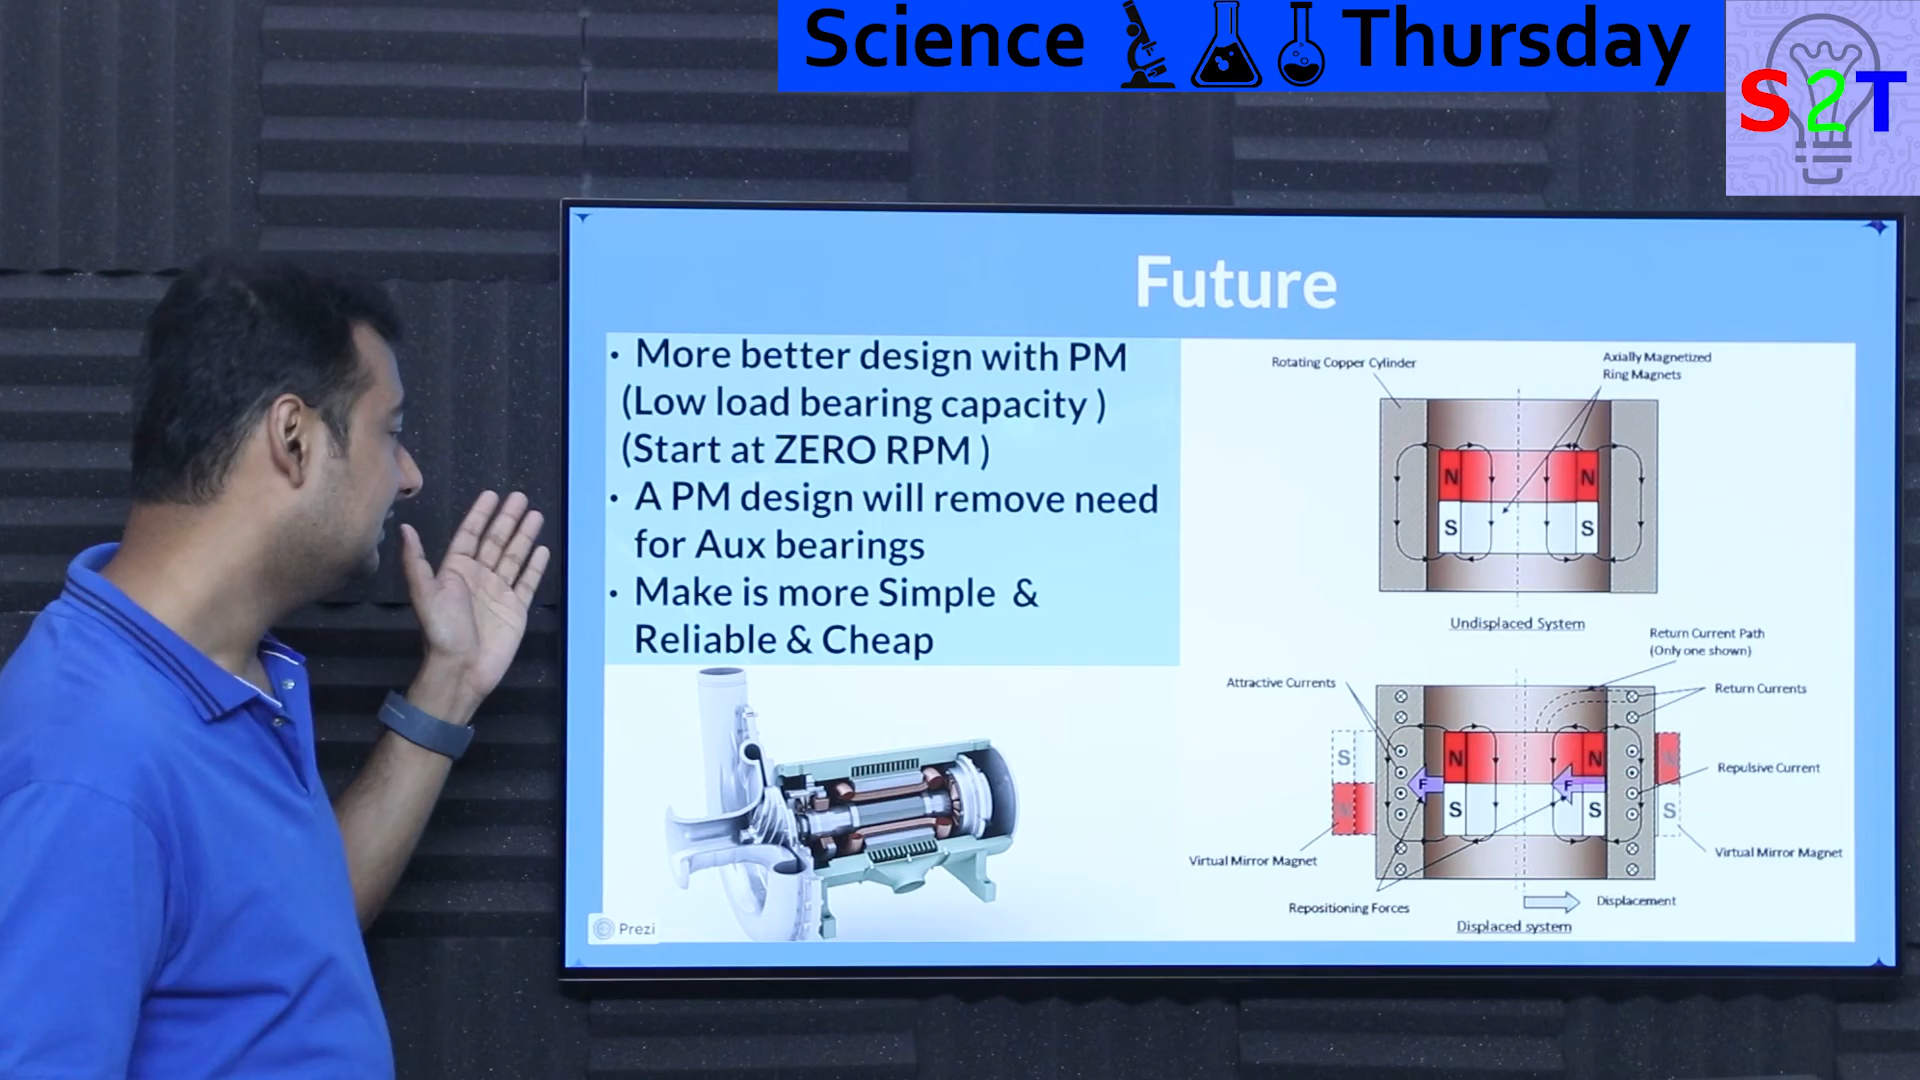 Science Thursday
S2T
Future
• More better design with PM
(Low load bearing capacity )
(Start at ZERO RPM )
• A PM design will remove need
for Aux bearings
• Make is more Simple &
Reliable & Cheap
Prezi
Rotating Copper Cylinder
Axially Magnetized
Ring Magnets
N
N
S
S
Undisplaced System
Return Current Path
(Only one shown)
Attractive Currents
Return Currents
S
N
N
N
F
F
Repulsive Current
N
S
S
S
Virtual Mirror Magnet
Virtual Mirror Magnet
Repositioning Forces
Displacement
Displaced system